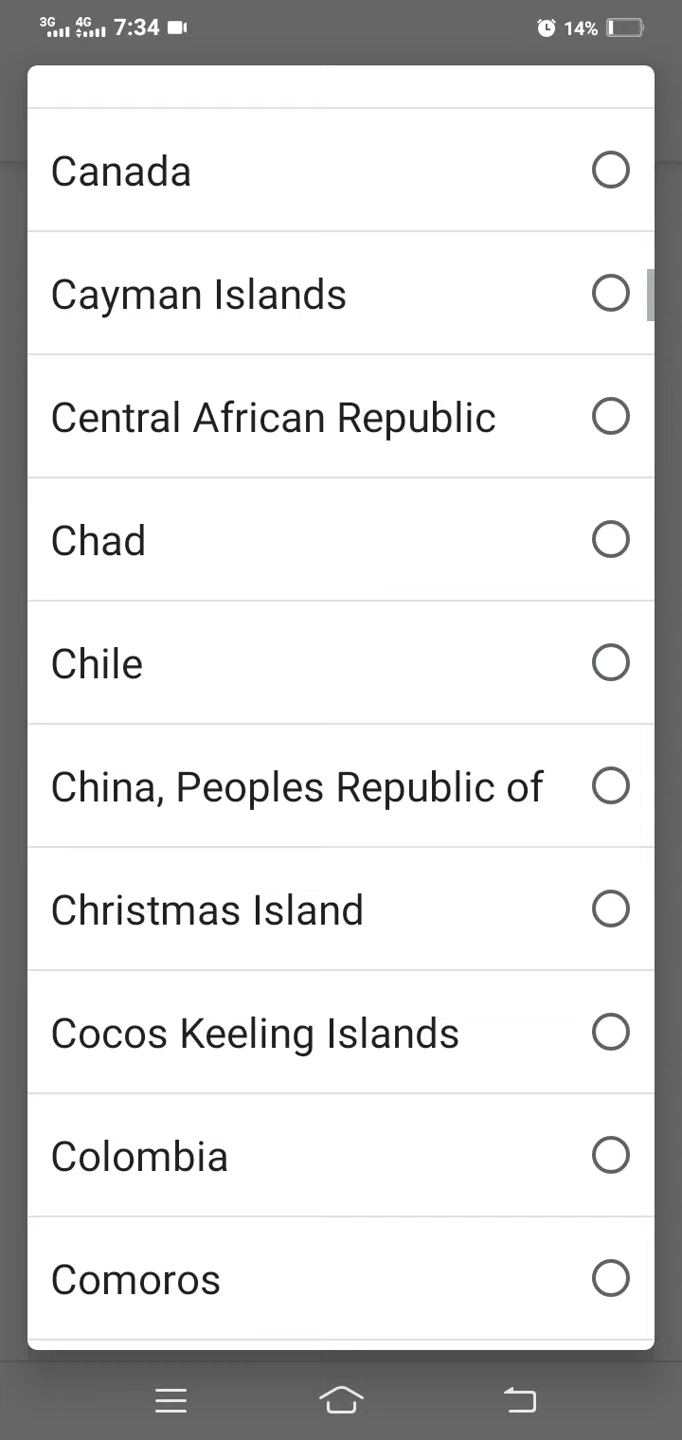 3G 4G 7:34 14%
Canada
Cayman Islands
Central African Republic
Chad
Chile
China, Peoples Republic of
Christmas Island
Cocos Keeling Islands
Colombia
Comoros